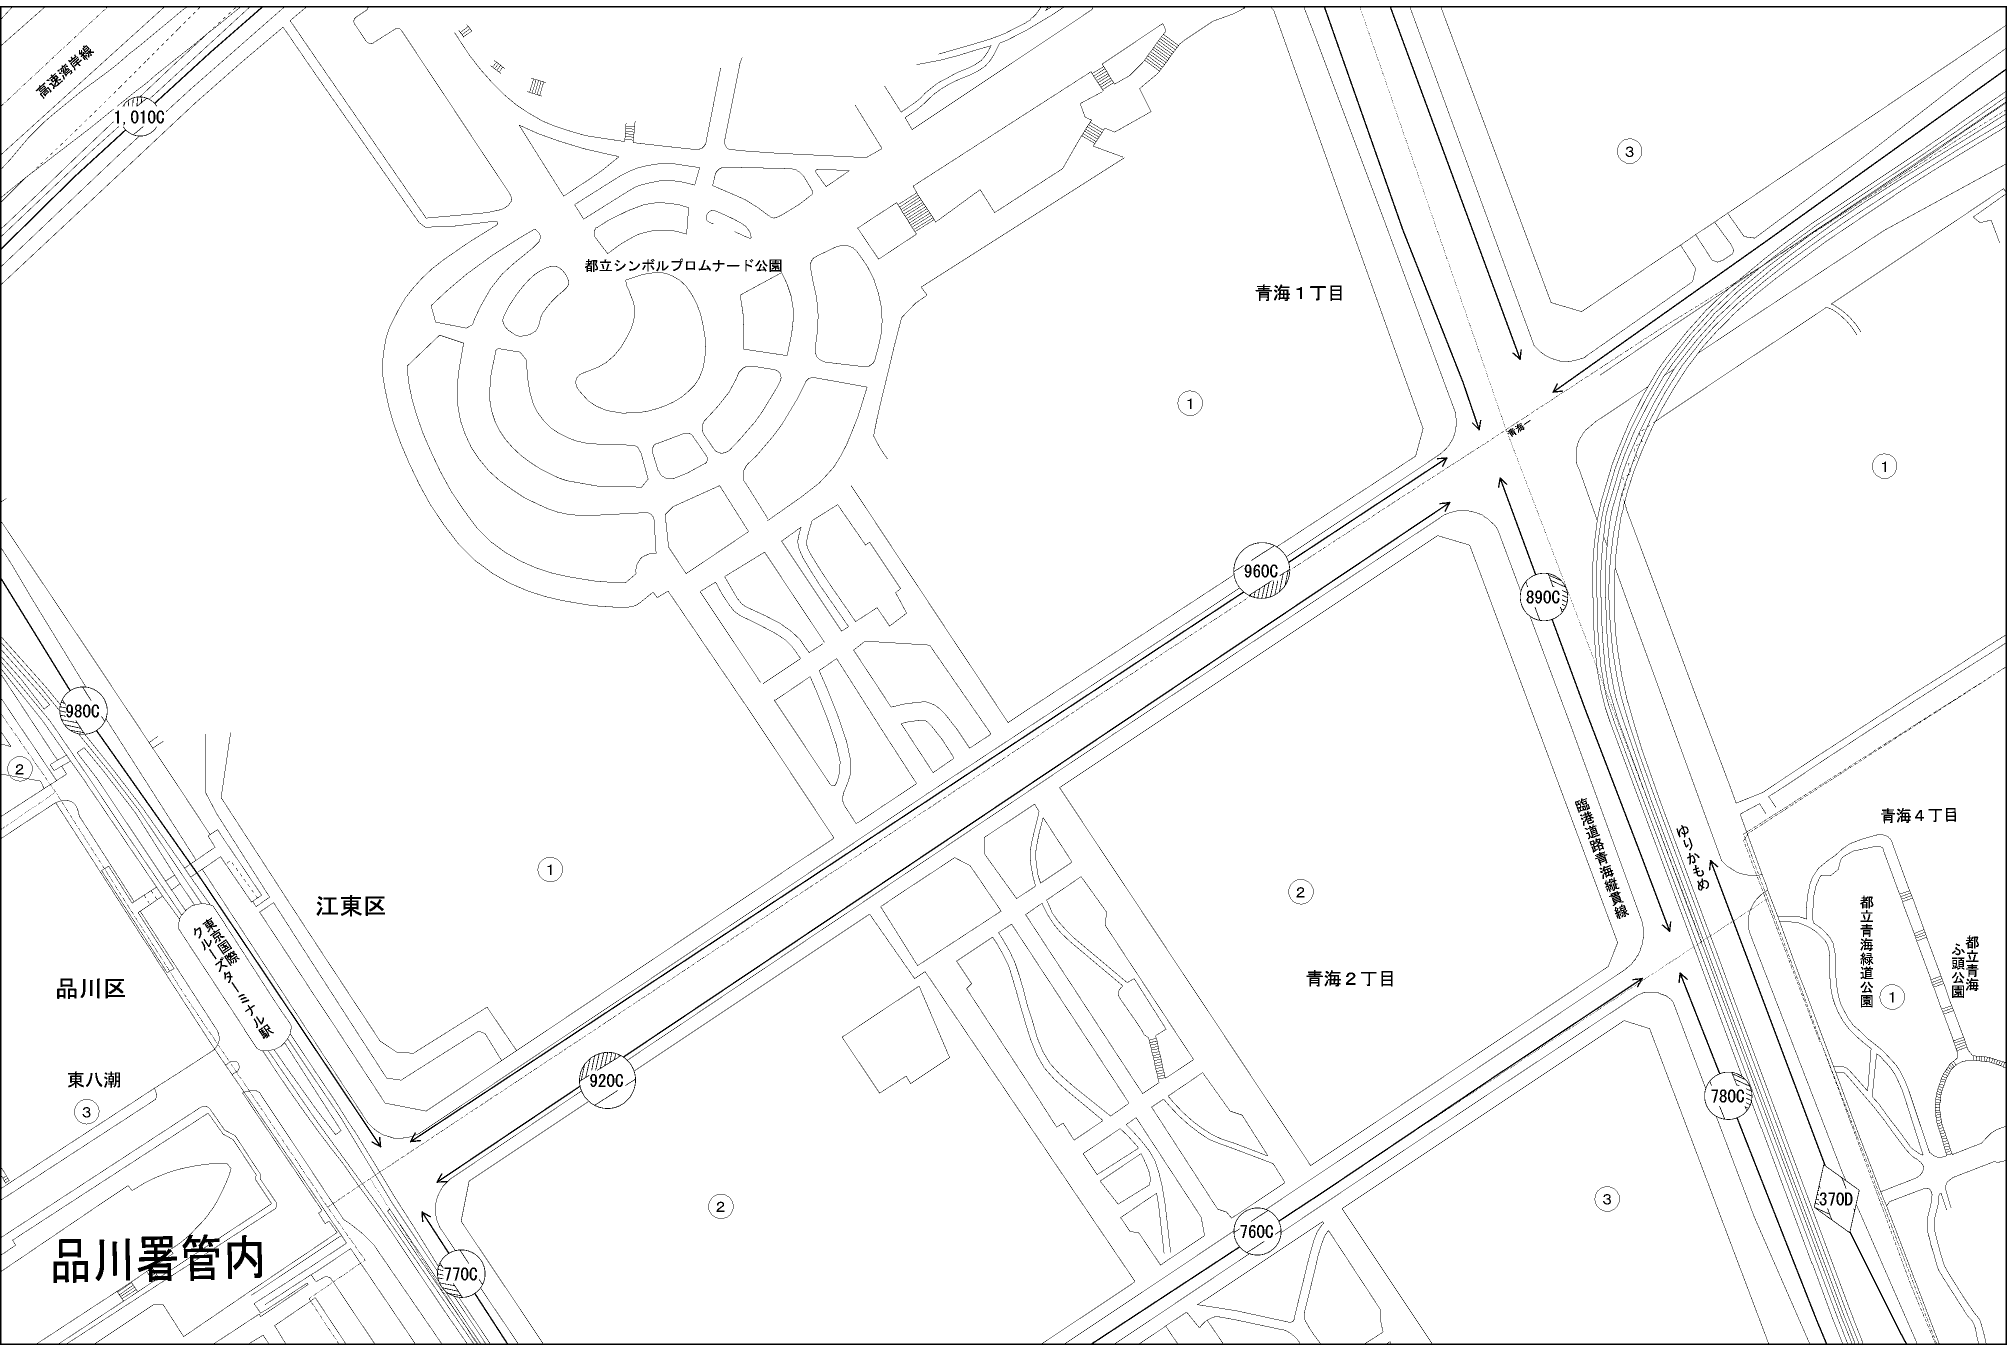 高速湾岸線
1,010C
③
都立シンボルプロムナード公園
青海1丁目
①
青海一
①
960C
890C
980C
②
臨港道路青海縦貫線
ゆりかもめ
青海4丁目
①
②
江東区
都立青海緑道公園
都立青海
ふ頭公園
①
東京国際
クルーズターミナル駅
品川区
青海2丁目
東八潮
③
920C
780C
②
③
370D
760C
品川署管内
770C